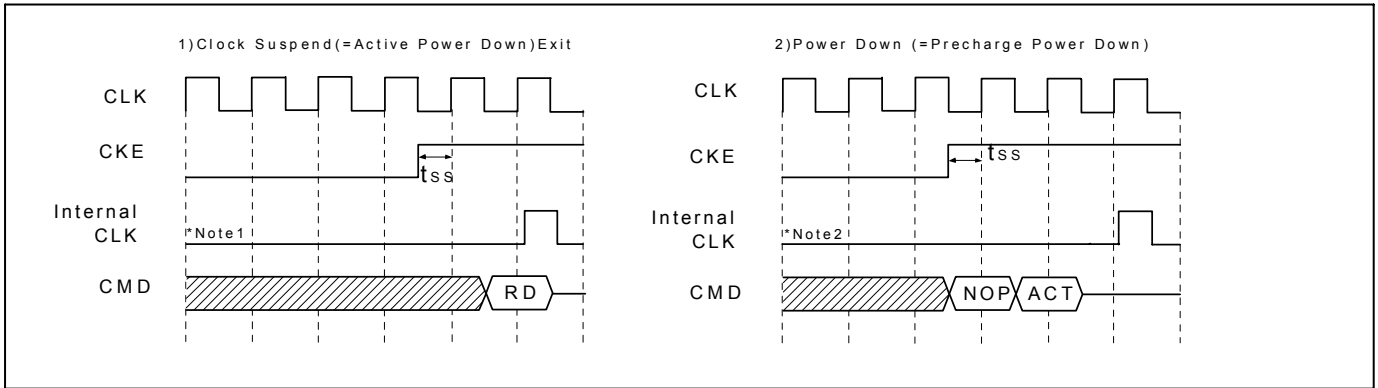 1)Clock Suspend(=Active Power Down)Exit
CLK
CKE
tss
Internal
CLK
*Note1
CMD
RD
2)Power Down (=Precharge Power Down)
CLK
CKE
tss
Internal
CLK
*Note2
CMD
NOP
ACT